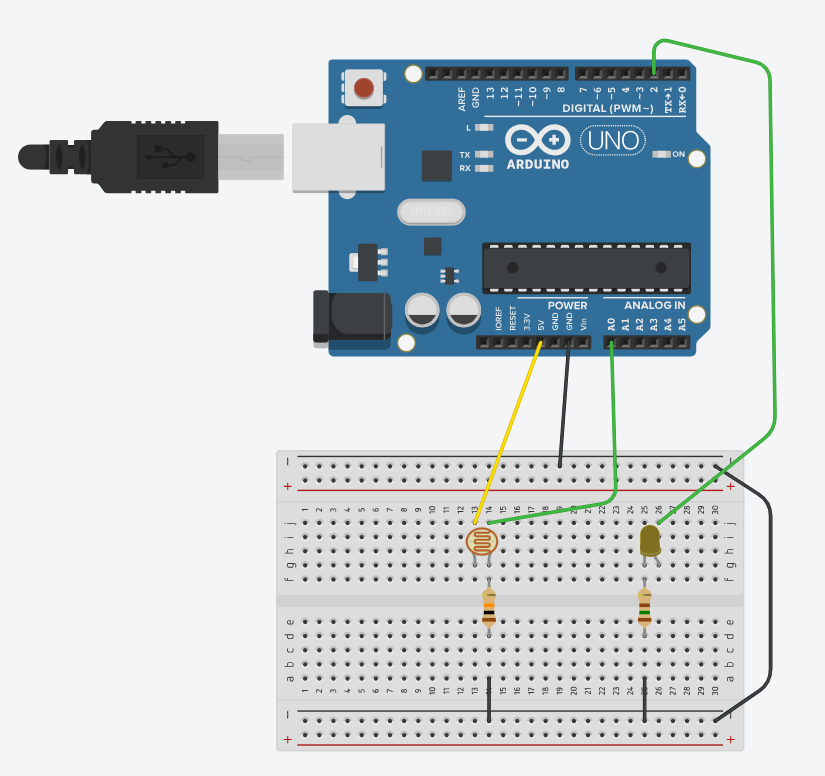 AREF
GND
13
12
~11
~10
~9
8
7
~6
~5
4
~3
2
TX→1
RX←0
DIGITAL (PWM~)
L
TX
RX
ARDUINO
UNO
ON
POWER
ANALOG IN
IOREF
RESET
3.3V
5V
GND
GND
Vin
A0
A1
A2
A3
A4
A5
1 2 3 4 5 6 7 8 9 10 11 12 13 14 15 16 17 18 19 20 21 22 23 24 25 26 27 28 29 30
j
i
h
g
f
j
i
h
g
f
e
d
c
b
a
e
d
c
b
a
1 2 3 4 5 6 7 8 9 10 11 12 13 14 15 16 17 18 19 20 21 22 23 24 25 26 27 28 29 30